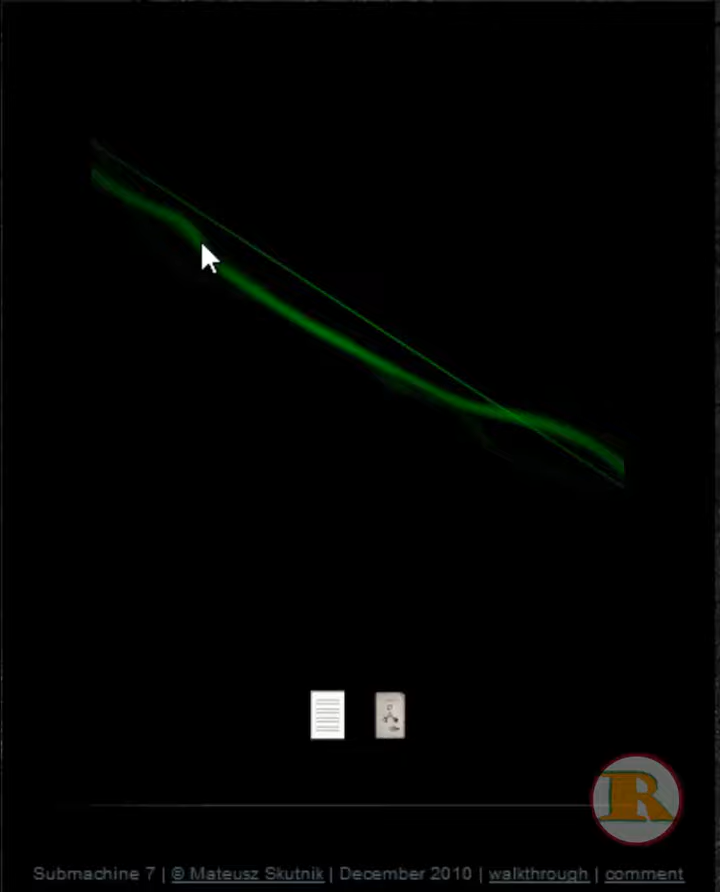 R
Submachine 7 | © Mateusz Skutnik | December 2010 | walkthrough | comment